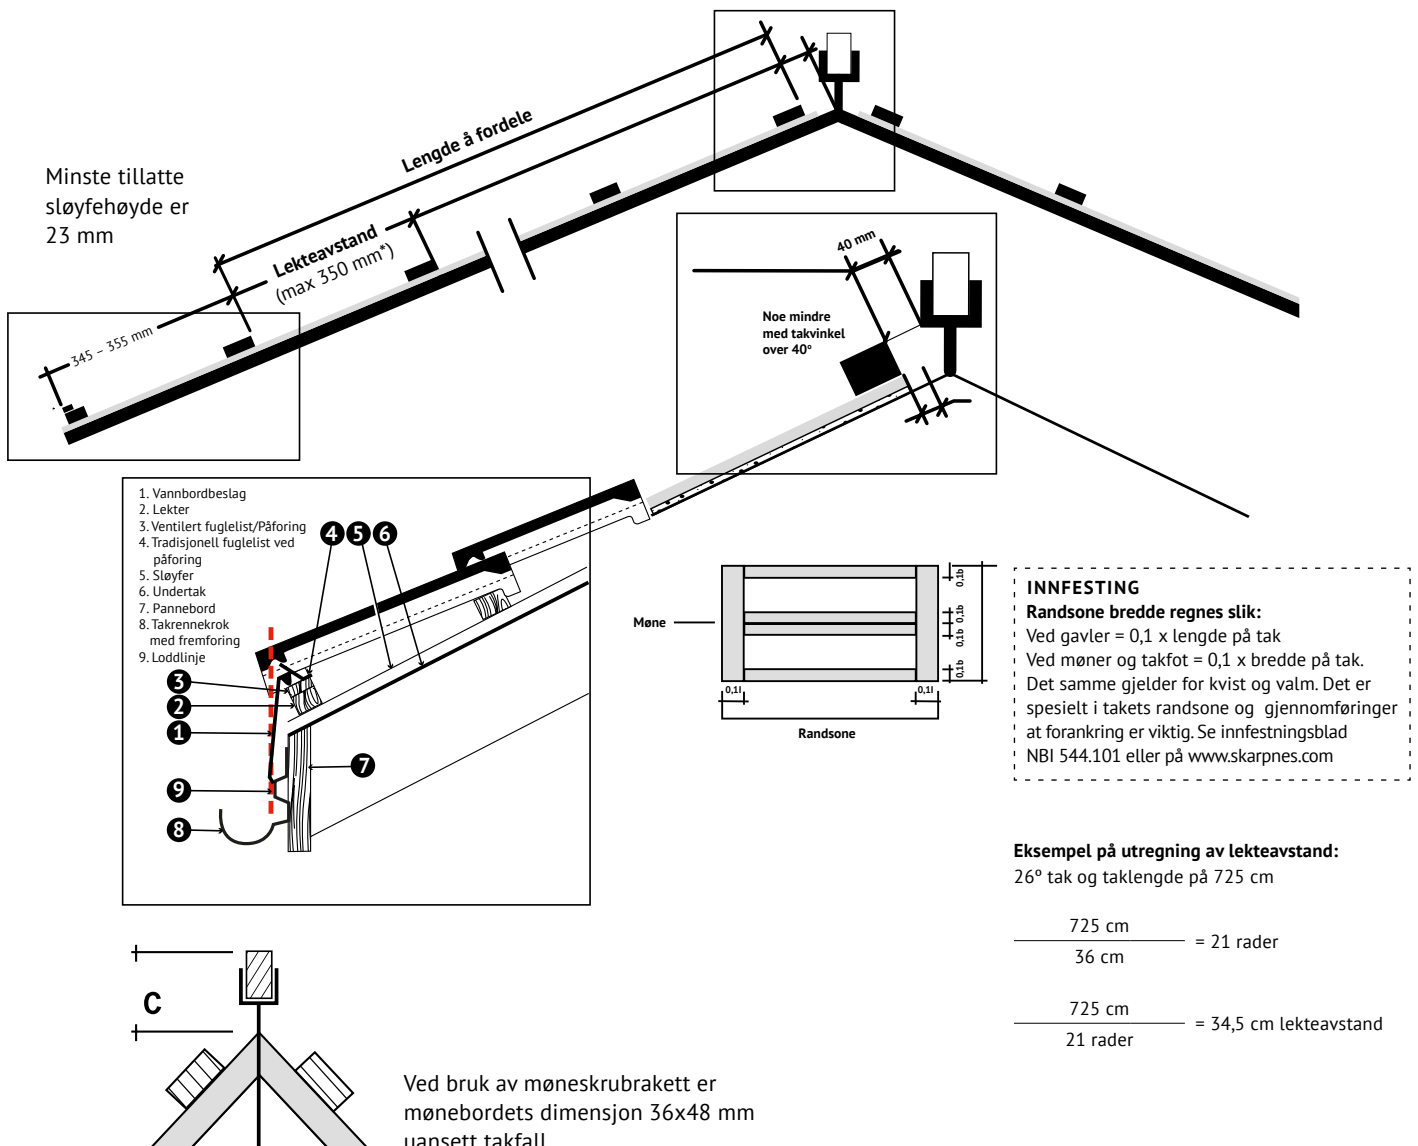 Lengde å fordele
Minste tillatte
sløyfehøyde er
23 mm
Lekteavstand
(max 350 mm*)
345 – 355 mm
40 mm
Noe mindre
med takvinkel
over 40°
1. Vannbordbeslag
2. Lekter
3. Ventilert fuglelist/Påforing
4. Tradisjonell fuglelist ved
påforing
5. Sløyfer
6. Undertak
7. Pannebord
8. Takrennekrok
med fremforing
9. Loddlinje
4 5 6
3
2
1
7
9
8
Møne
0,1b
0,1b
0,1b
0,1b
0,1l 0,1l
Randsone
INNFESTING
Randsone bredde regnes slik:
Ved gavler = 0,1 x lengde på tak
Ved møner og takfot = 0,1 x bredde på tak.
Det samme gjelder for kvist og valm. Det er
spesielt i takets randsone og gjennomføringer
at forankring er viktig. Se innfestningsblad
NBI 544.101 eller på www.skarpnes.com
Eksempel på utregning av lekteavstand:
26º tak og taklengde på 725 cm
725 cm
36 cm
= 21 rader
725 cm
21 rader
= 34,5 cm lekteavstand
C
Ved bruk av møneskrubrakett er
mønebordets dimensjon 36x48 mm
uansett takfall